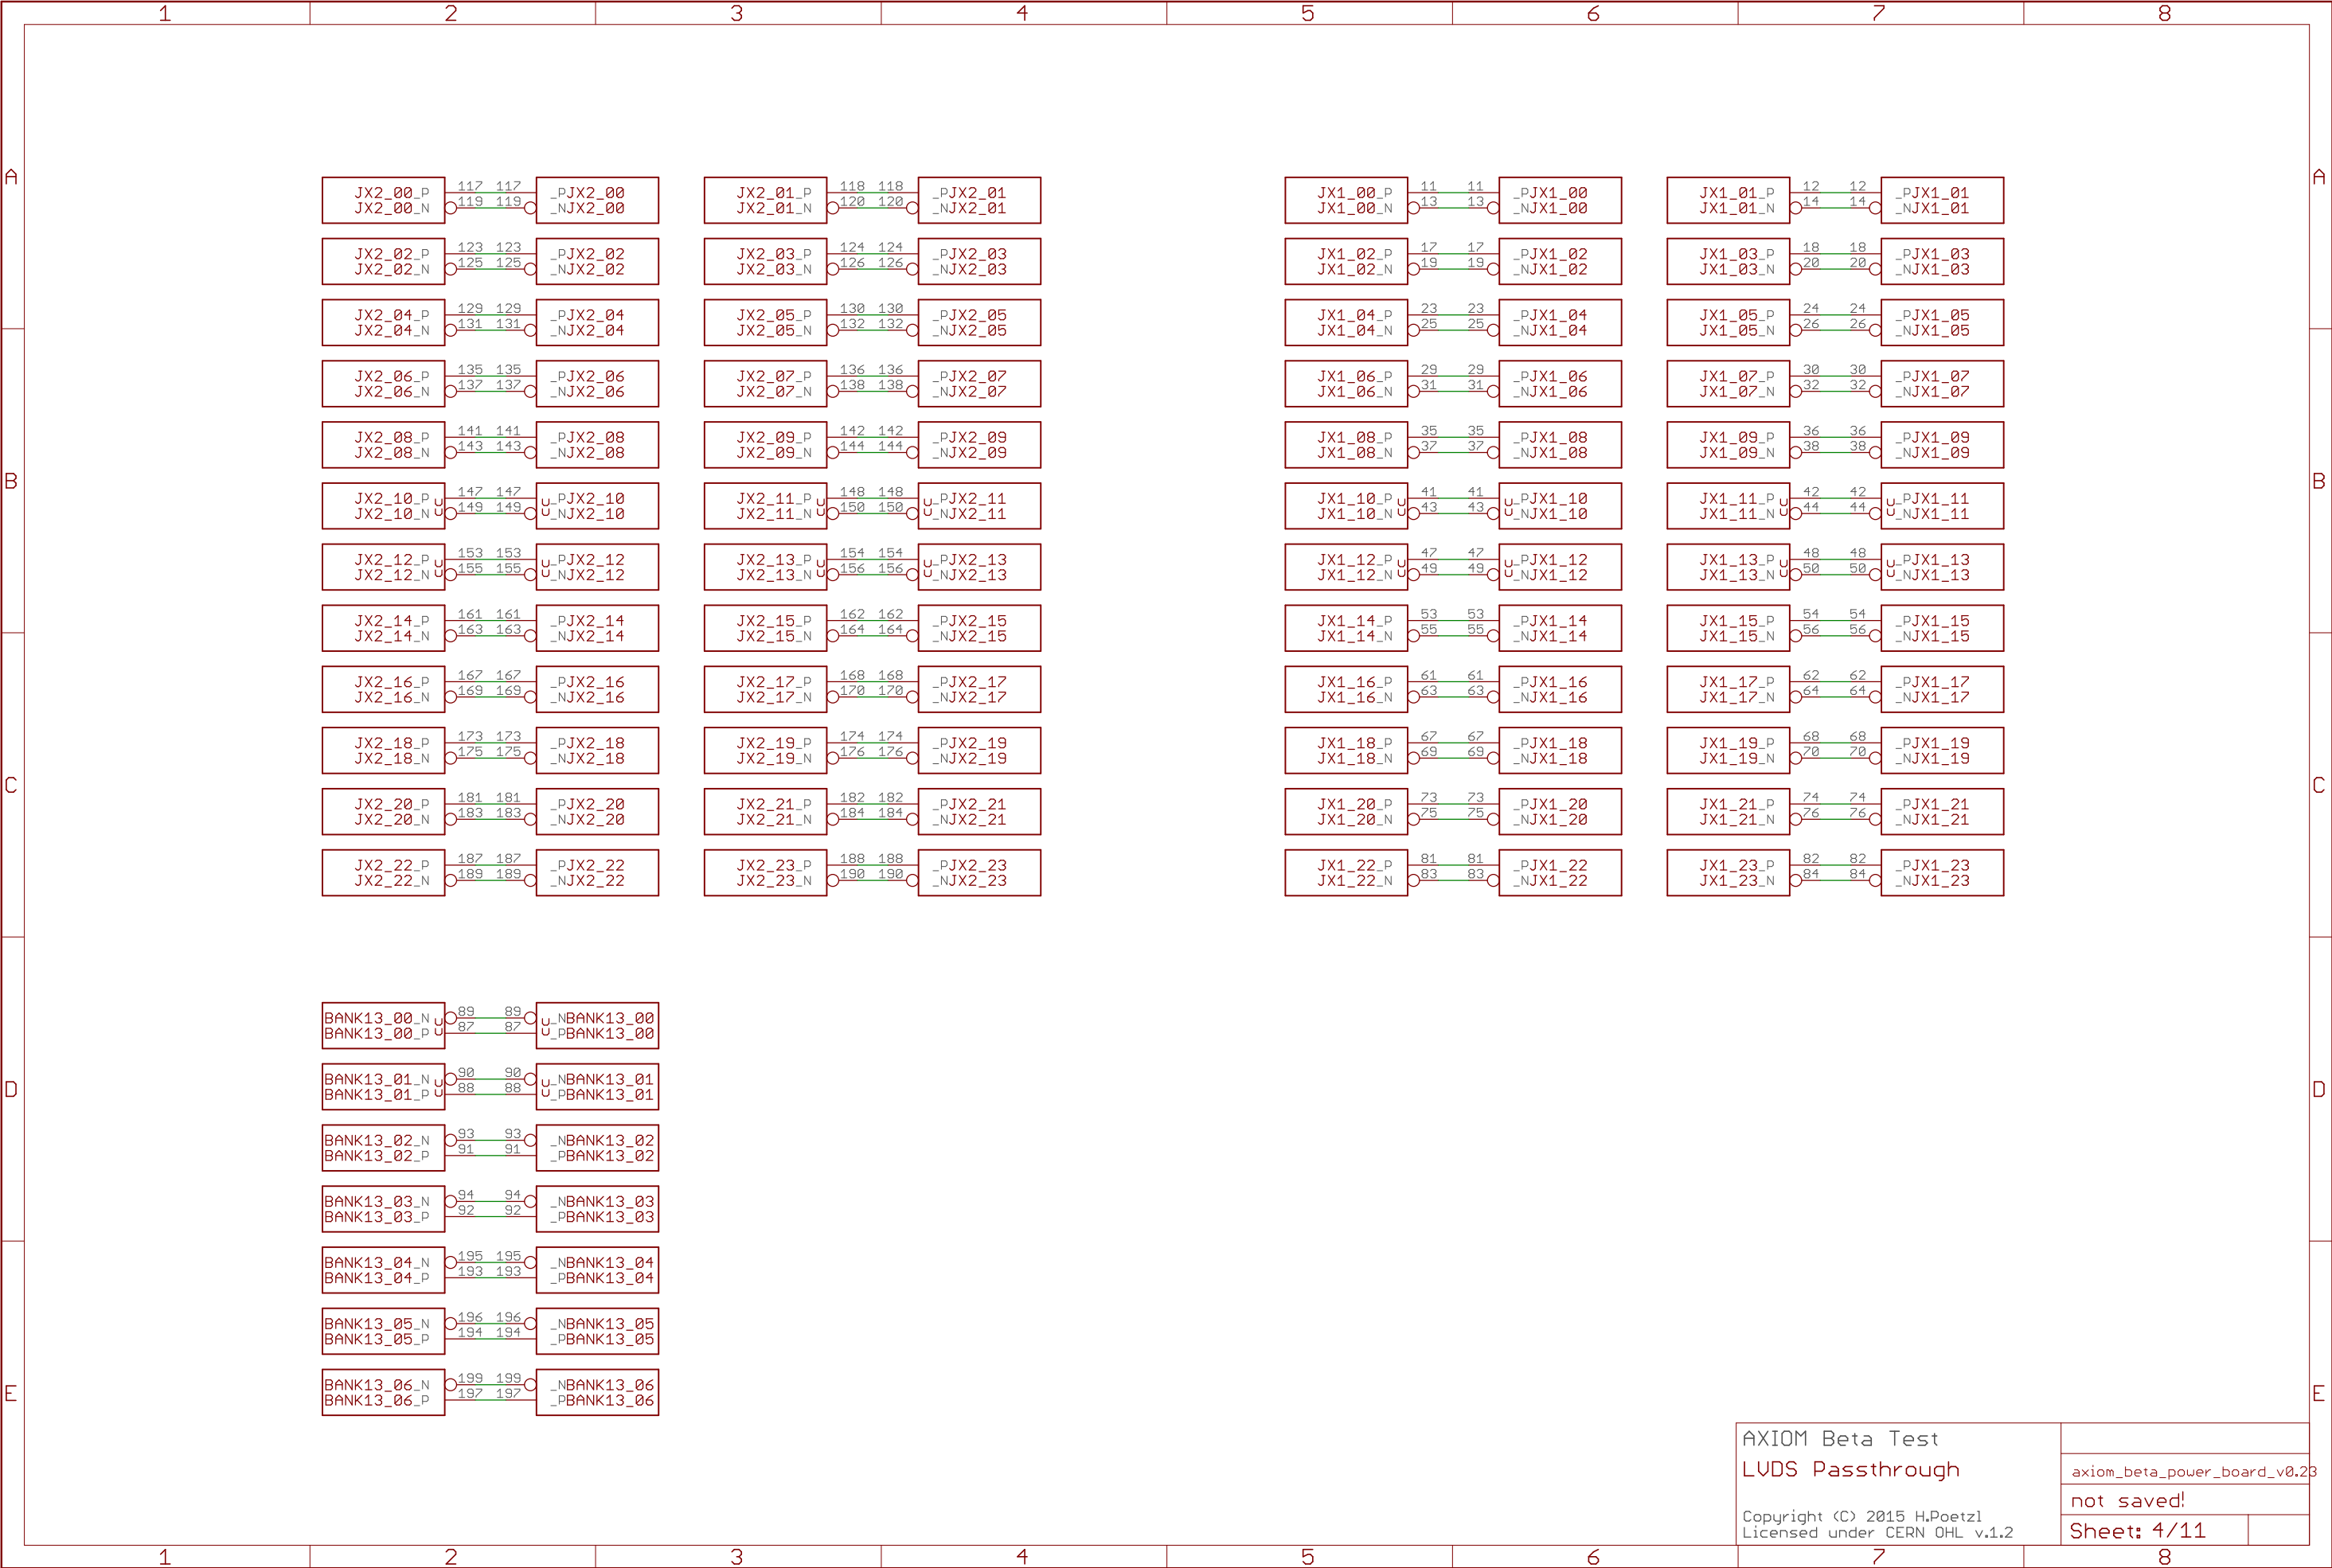 1 2 3 4 5 6 7 8
A A
JX2_00_P 117 117 _PJX2_00 JX2_01_P 118 118 _PJX2_01 JX1_00_P 11 11 _PJX1_00 JX1_01_P 12 12 _PJX1_01
JX2_00_N 119 119 _NJX2_00 JX2_01_N 120 120 _NJX2_01 JX1_00_N 13 13 _NJX1_00 JX1_01_N 14 14 _NJX1_01
JX2_02_P 123 123 _PJX2_02 JX2_03_P 124 124 _PJX2_03 JX1_02_P 17 17 _PJX1_02 JX1_03_P 18 18 _PJX1_03
JX2_02_N 125 125 _NJX2_02 JX2_03_N 126 126 _NJX2_03 JX1_02_N 19 19 _NJX1_02 JX1_03_N 20 20 _NJX1_03
JX2_04_P 129 129 _PJX2_04 JX2_05_P 130 130 _PJX2_05 JX1_04_P 23 23 _PJX1_04 JX1_05_P 24 24 _PJX1_05
JX2_04_N 131 131 _NJX2_04 JX2_05_N 132 132 _NJX2_05 JX1_04_N 25 25 _NJX1_04 JX1_05_N 26 26 _NJX1_05
JX2_06_P 135 135 _PJX2_06 JX2_07_P 136 136 _PJX2_07 JX1_06_P 29 29 _PJX1_06 JX1_07_P 30 30 _PJX1_07
JX2_06_N 137 137 _NJX2_06 JX2_07_N 138 138 _NJX2_07 JX1_06_N 31 31 _NJX1_06 JX1_07_N 32 32 _NJX1_07
JX2_08_P 141 141 _PJX2_08 JX2_09_P 142 142 _PJX2_09 JX1_08_P 35 35 _PJX1_08 JX1_09_P 36 36 _PJX1_09
JX2_08_N 143 143 _NJX2_08 JX2_09_N 144 144 _NJX2_09 JX1_08_N 37 37 _NJX1_08 JX1_09_N 38 38 _NJX1_09
B B
JX2_10_P U 147 147 U _PJX2_10 JX2_11_P U 148 148 U _PJX2_11 JX1_10_P U 41 41 U _PJX1_10 JX1_11_P U 42 42 U _PJX1_11
JX2_10_N U 149 149 U _NJX2_10 JX2_11_N U 150 150 U _NJX2_11 JX1_10_N U 43 43 U _NJX1_10 JX1_11_N U 44 44 U _NJX1_11
JX2_12_P U 153 153 U _PJX2_12 JX2_13_P U 154 154 U _PJX2_13 JX1_12_P U 47 47 U _PJX1_12 JX1_13_P U 48 48 U _PJX1_13
JX2_12_N U 155 155 U _NJX2_12 JX2_13_N U 156 156 U _NJX2_13 JX1_12_N U 49 49 U _NJX1_12 JX1_13_N U 50 50 U _NJX1_13
JX2_14_P 161 161 _PJX2_14 JX2_15_P 162 162 _PJX2_15 JX1_14_P 53 53 _PJX1_14 JX1_15_P 54 54 _PJX1_15
JX2_14_N 163 163 _NJX2_14 JX2_15_N 164 164 _NJX2_15 JX1_14_N 55 55 _NJX1_14 JX1_15_N 56 56 _NJX1_15
JX2_16_P 167 167 _PJX2_16 JX2_17_P 168 168 _PJX2_17 JX1_16_P 61 61 _PJX1_16 JX1_17_P 62 62 _PJX1_17
JX2_16_N 169 169 _NJX2_16 JX2_17_N 170 170 _NJX2_17 JX1_16_N 63 63 _NJX1_16 JX1_17_N 64 64 _NJX1_17
JX2_18_P 173 173 _PJX2_18 JX2_19_P 174 174 _PJX2_19 JX1_18_P 67 67 _PJX1_18 JX1_19_P 68 68 _PJX1_19
JX2_18_N 175 175 _NJX2_18 JX2_19_N 176 176 _NJX2_19 JX1_18_N 69 69 _NJX1_18 JX1_19_N 70 70 _NJX1_19
C C
JX2_20_P 181 181 _PJX2_20 JX2_21_P 182 182 _PJX2_21 JX1_20_P 73 73 _PJX1_20 JX1_21_P 74 74 _PJX1_21
JX2_20_N 183 183 _NJX2_20 JX2_21_N 184 184 _NJX2_21 JX1_20_N 75 75 _NJX1_20 JX1_21_N 76 76 _NJX1_21
JX2_22_P 187 187 _PJX2_22 JX2_23_P 188 188 _PJX2_23 JX1_22_P 81 81 _PJX1_22 JX1_23_P 82 82 _PJX1_23
JX2_22_N 189 189 _NJX2_22 JX2_23_N 190 190 _NJX2_23 JX1_22_N 83 83 _NJX1_22 JX1_23_N 84 84 _NJX1_23
BANK13_00_N U 89 89 U _NBANK13_00
BANK13_00_P U 87 87 U _PBANK13_00
BANK13_01_N U 90 90 U _NBANK13_01
D D
BANK13_01_P U 88 88 U _PBANK13_01
BANK13_02_N 93 93 _NBANK13_02
BANK13_02_P 91 91 _PBANK13_02
BANK13_03_N 94 94 _NBANK13_03
BANK13_03_P 92 92 _PBANK13_03
BANK13_04_N 195 195 _NBANK13_04
BANK13_04_P 193 193 _PBANK13_04
BANK13_05_N 196 196 _NBANK13_05
BANK13_05_P 194 194 _PBANK13_05
BANK13_06_N 199 199 _NBANK13_06
E E
BANK13_06_P 197 197 _PBANK13_06
AXIOM Beta Test
LVDS Passthrough
axiom_beta_power_board_v0.23
not saved!
Copyright (C) 2015 H.Poetzl
Licensed under CERN OHL v.1.2
Sheet: 4/11
1 2 3 4 5 6 7 8